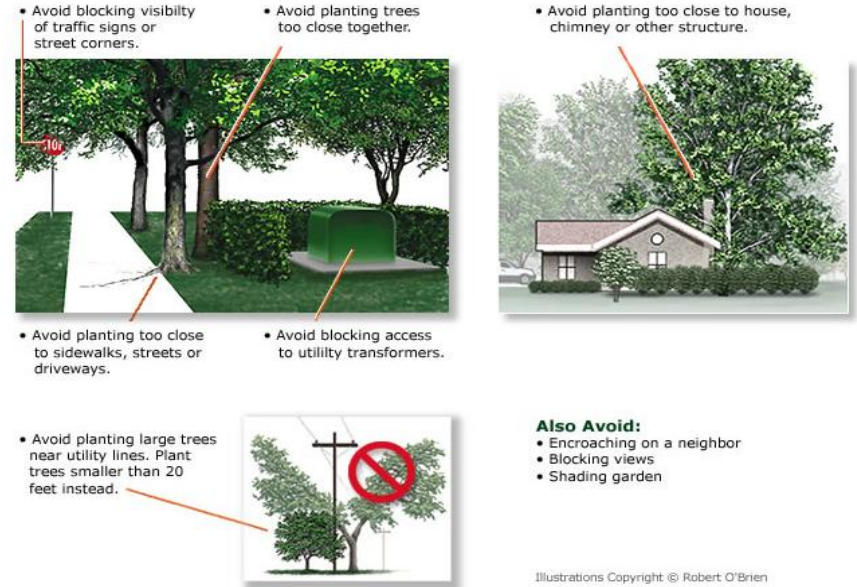 • Avoid blocking visibilty
of traffic signs or
street corners.
• Avoid planting trees
too close together.
• Avoid planting too close to house,
chimney or other structure.
• Avoid planting too close
to sidewalks, streets or
driveways.
• Avoid blocking access
to utililty transformers.
• Avoid planting large trees
near utility lines. Plant
trees smaller than 20
feet instead.
Also Avoid:
• Encroaching on a neighbor
• Blocking views
• Shading garden
Illustrations Copyright © Robert O'Brien